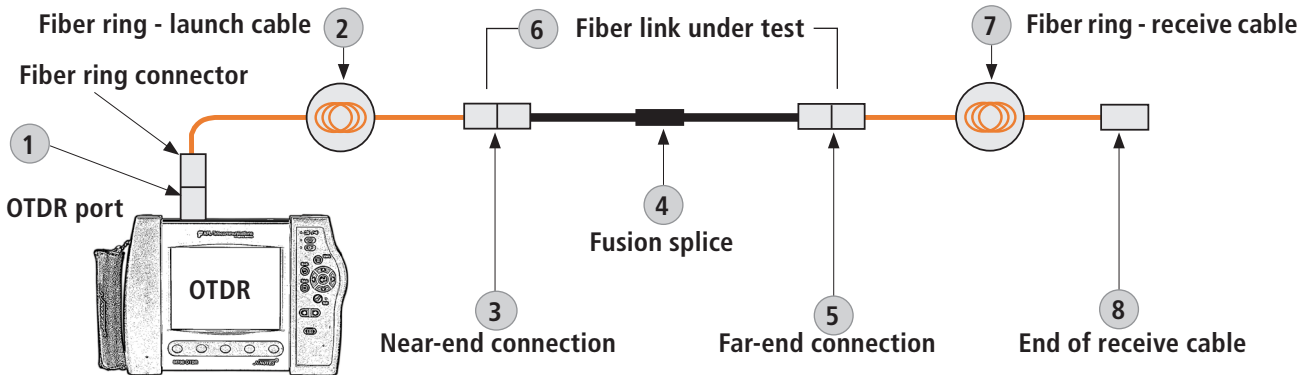 Fiber ring - launch cable 2
6 Fiber link under test
7 Fiber ring - receive cable
Fiber ring connector
1
OTDR port
OTDR
3
Near-end connection
4
Fusion splice
5
Far-end connection
8
End of receive cable